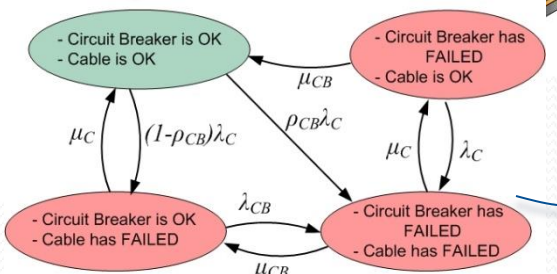 - Circuit Breaker is OK
- Cable is OK
- Circuit Breaker has
FAILED
- Cable is OK
μCB
ρCBλC
μC
(1-ρCB)λC
μC
λC
λCB
- Circuit Breaker is OK
- Cable has FAILED
- Circuit Breaker has
FAILED
- Cable has FAILED
μCB